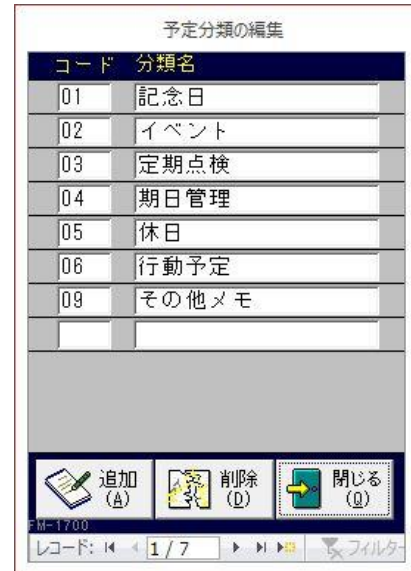 予定分類の編集
コード 分類名
01 記念日
02 イベント
03 定期点検
04 期日管理
05 休日
06 行動予定
09 その他メモ
追加 削除 閉じる
(A) (D) (Q)
FM-1700
レコード: 1 / 7 フィルター